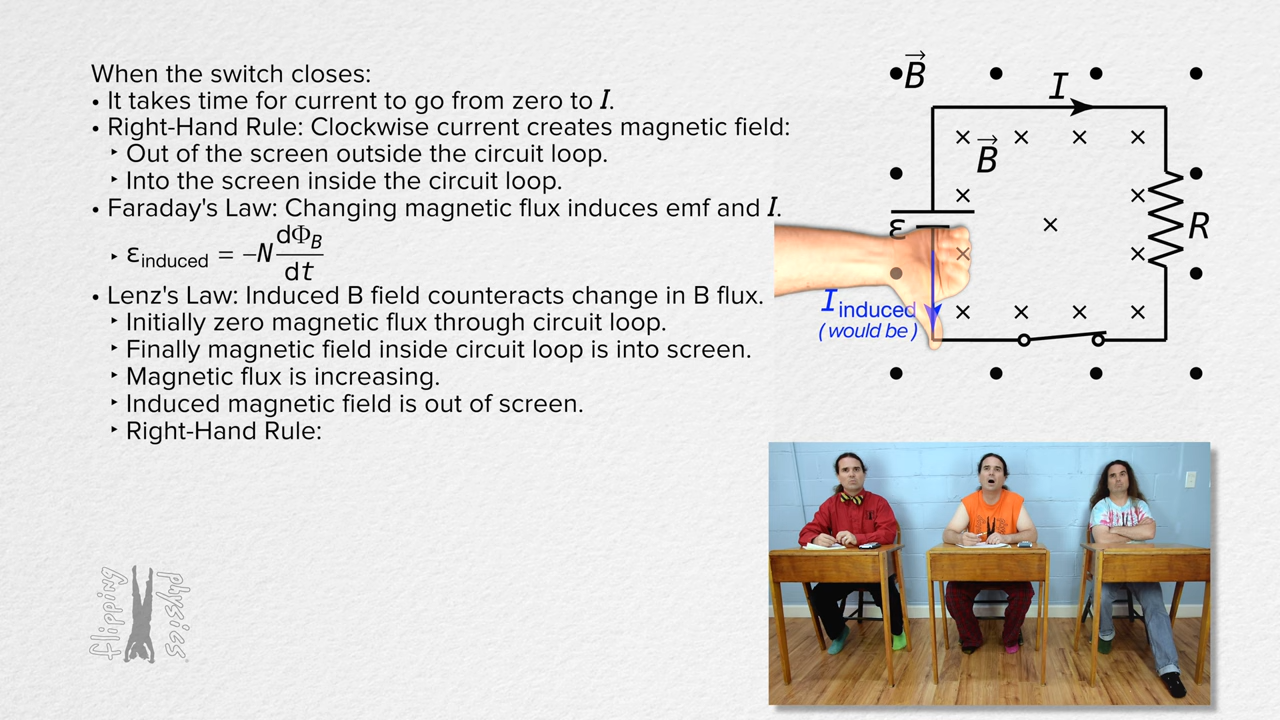 When the switch closes:
• It takes time for current to go from zero to I.
• Right-Hand Rule: Clockwise current creates magnetic field:
‣ Out of the screen outside the circuit loop.
‣ Into the screen inside the circuit loop.
• Faraday's Law: Changing magnetic flux induces emf and I.
‣ εinduced = −N dΦB/dt
• Lenz's Law: Induced B field counteracts change in B flux.
‣ Initially zero magnetic flux through circuit loop.
‣ Finally magnetic field inside circuit loop is into screen.
‣ Magnetic flux is increasing.
‣ Induced magnetic field is out of screen.
‣ Right-Hand Rule:
B
I
B
ε
R
Iinduced
(would be)
flipping physics